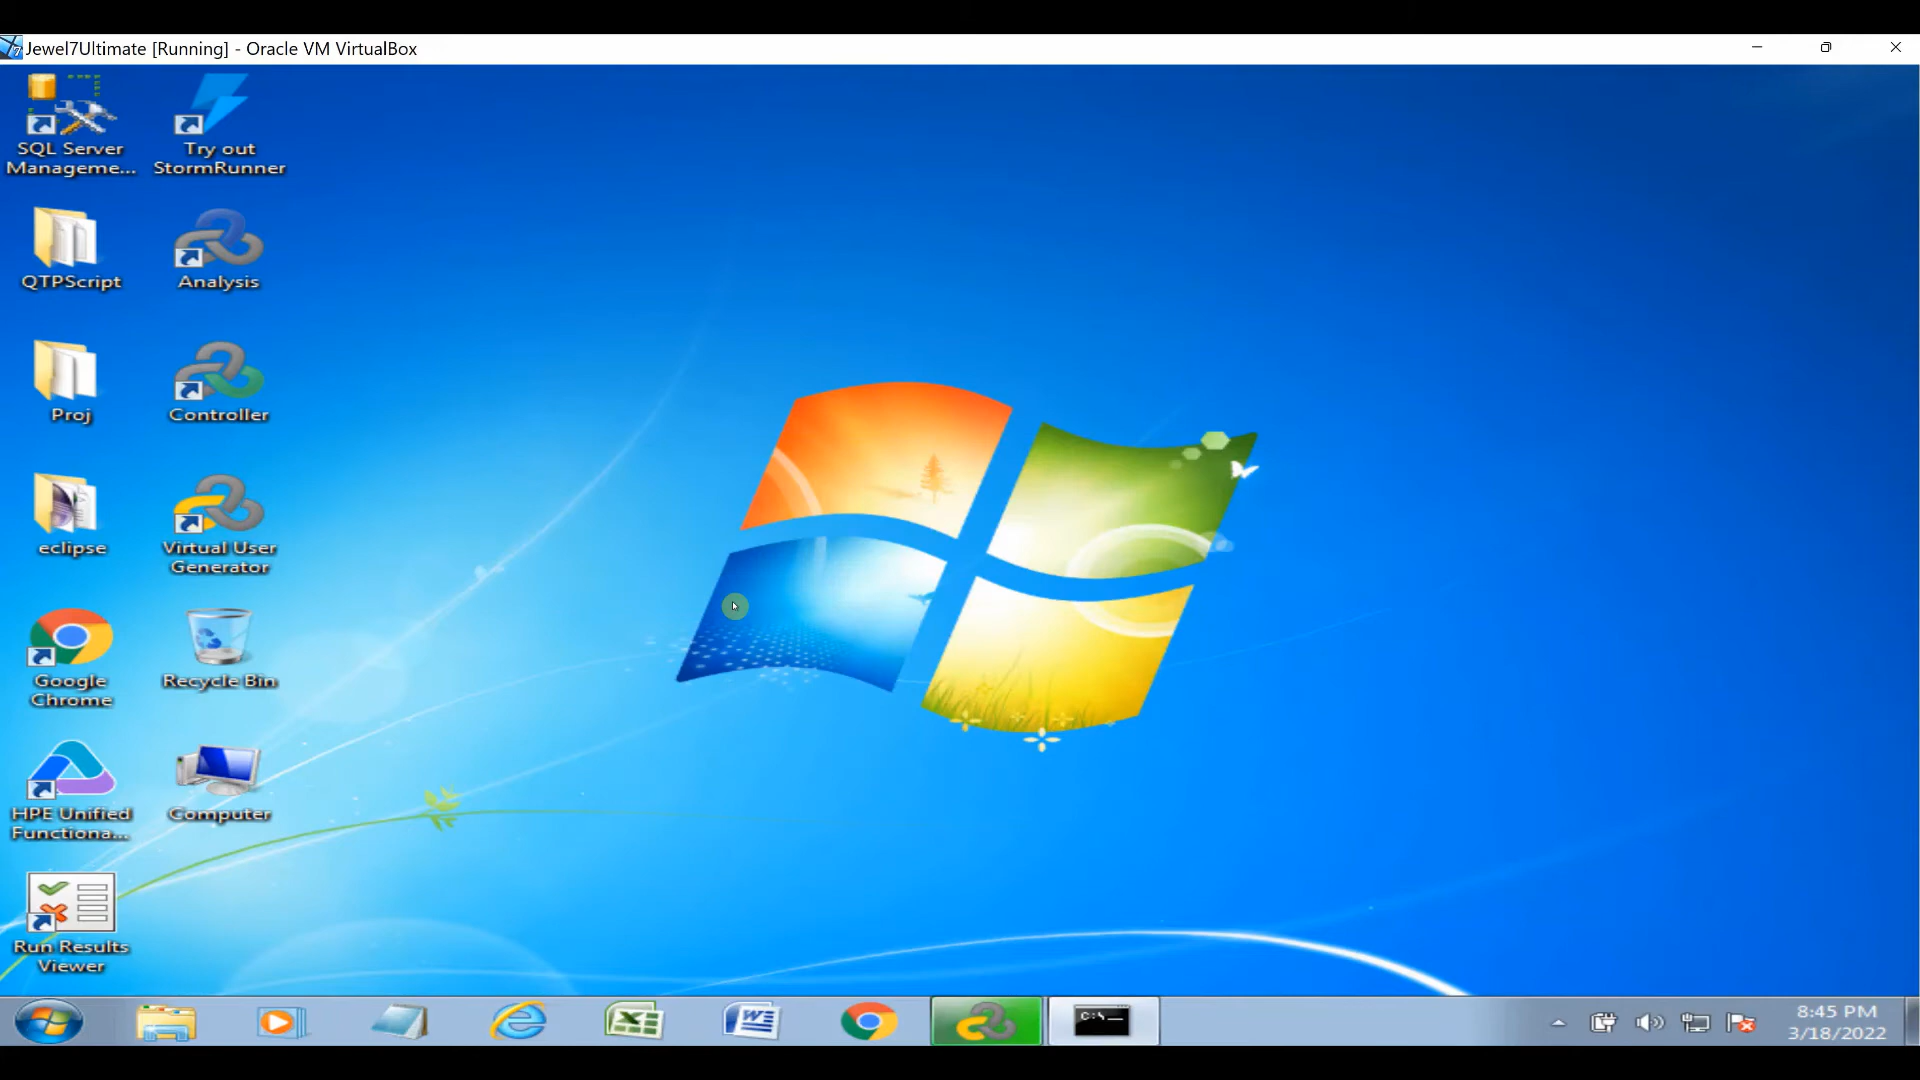 Jewel7Ultimate [Running] - Oracle VM VirtualBox
SQL Server
Manageme...
Try out
StormRunner
QTPScript
Analysis
Proj
Controller
eclipse
Virtual User
Generator
Google
Chrome
Recycle Bin
HPE Unified
Functiona...
Computer
Run Results
Viewer
C:\
8:45 PM
3/18/2022